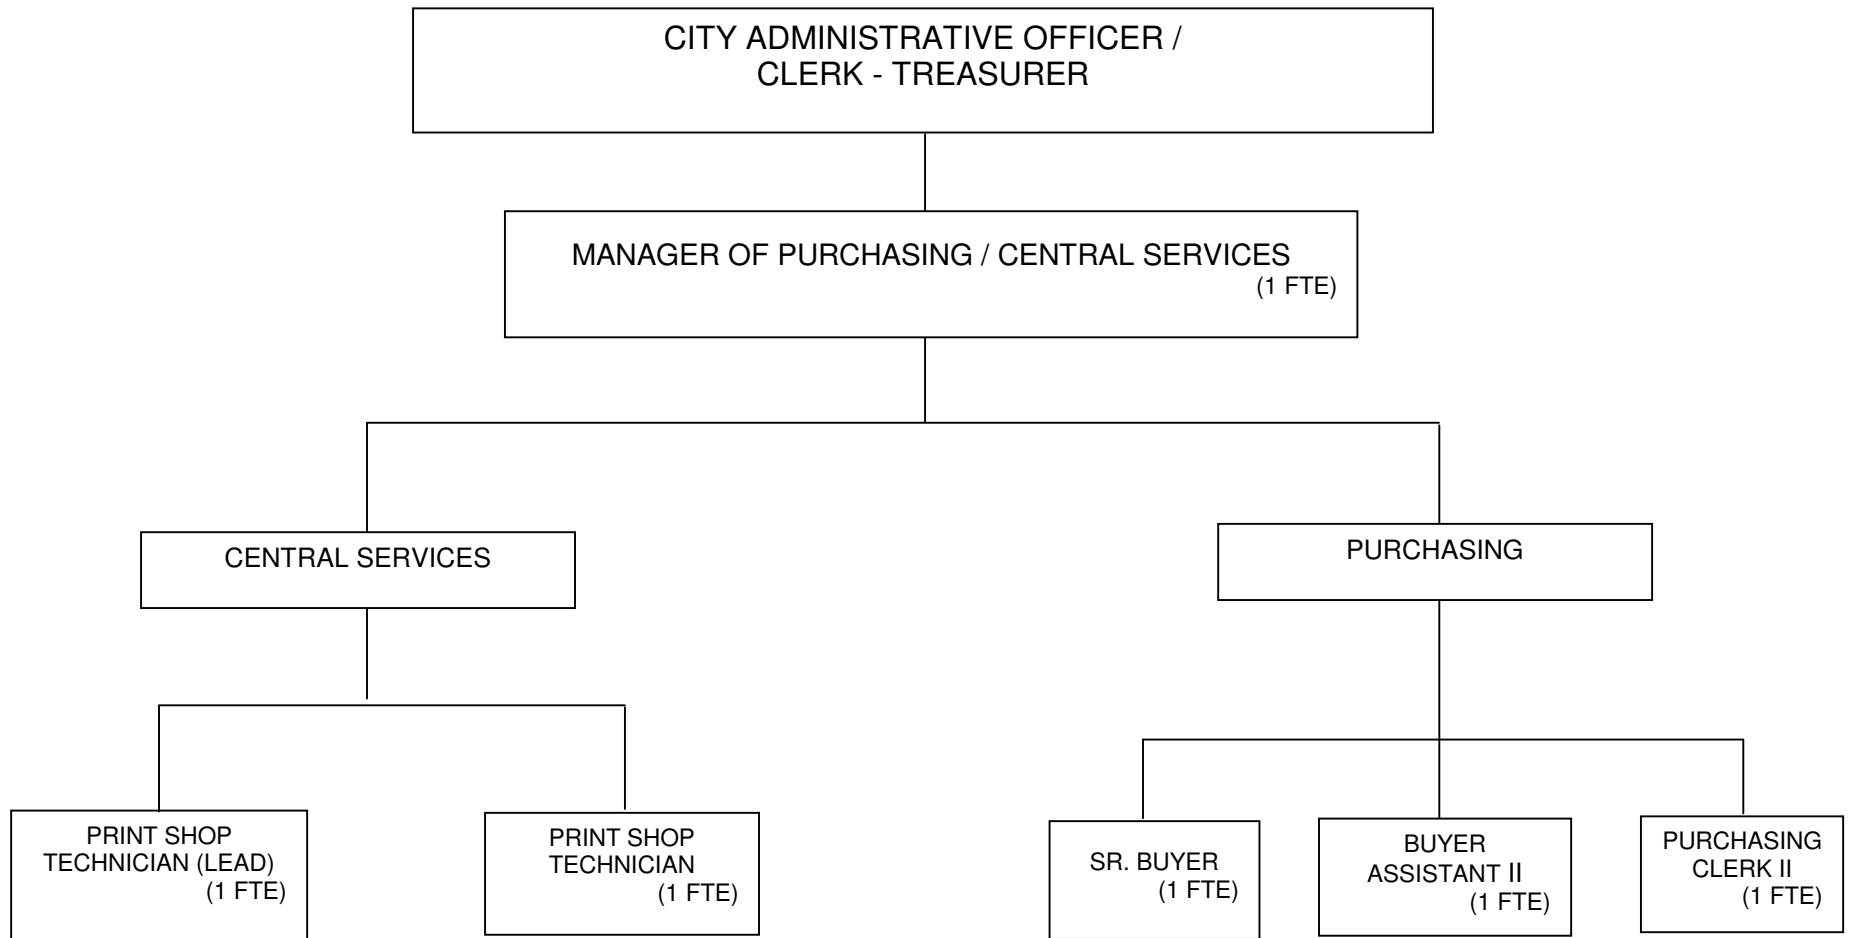 CITY ADMINISTRATIVE OFFICER /
CLERK - TREASURER
MANAGER OF PURCHASING / CENTRAL SERVICES
(1 FTE)
CENTRAL SERVICES
PURCHASING
PRINT SHOP
TECHNICIAN (LEAD)
(1 FTE)
PRINT SHOP
TECHNICIAN
(1 FTE)
SR. BUYER
(1 FTE)
BUYER
ASSISTANT II
(1 FTE)
PURCHASING
CLERK II
(1 FTE)